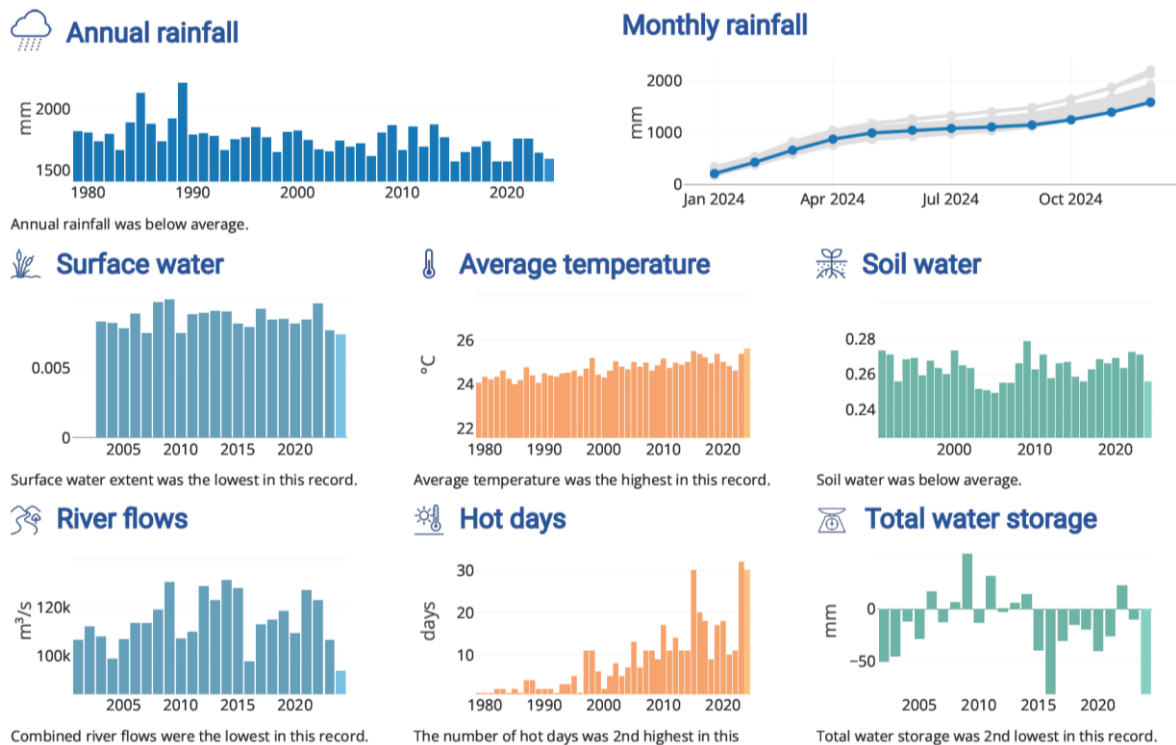 Annual rainfall
mm
2000
1500
1980
1990
2000
2010
2020
Annual rainfall was below average.
Monthly rainfall
mm
2000
1000
0
Jan 2024
Apr 2024
Jul 2024
Oct 2024
Surface water
0.005
0
2005
2010
2015
2020
Surface water extent was the lowest in this record.
Average temperature
°C
26
24
22
1980
1990
2000
2010
2020
Average temperature was the highest in this record.
Soil water
0.28
0.26
0.24
2000
2010
2020
Soil water was below average.
River flows
m³/s
120k
100k
2005
2010
2015
2020
Combined river flows were the lowest in this record.
Hot days
days
30
20
10
1980
1990
2000
2010
2020
The number of hot days was 2nd highest in this
Total water storage
mm
0
−50
2005
2010
2015
2020
Total water storage was 2nd lowest in this record.